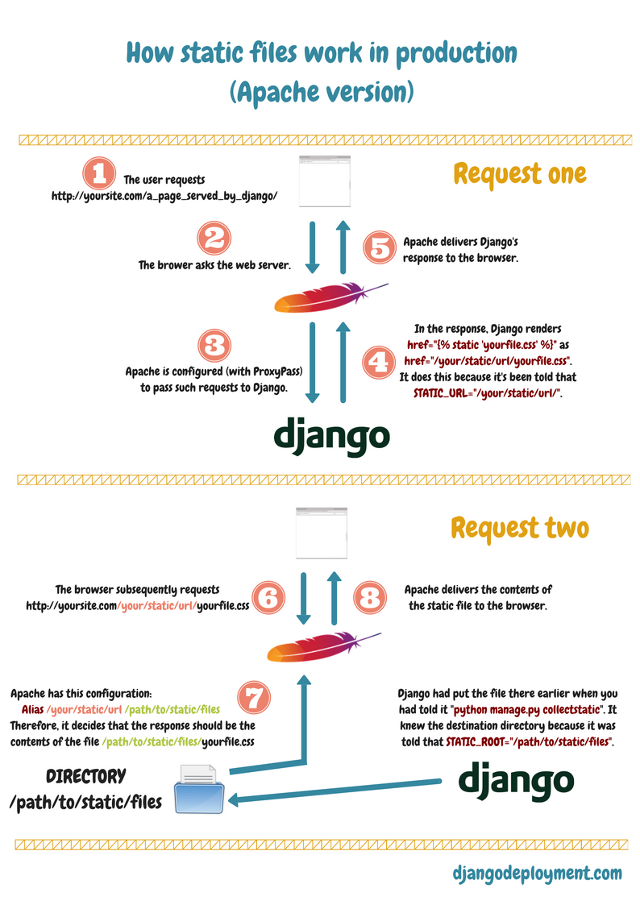 How static files work in production
(Apache version)
Request one
1
The user requests
http://yoursite.com/a_page_served_by_django/
2
The brower asks the web server.
5
Apache delivers Django's
response to the browser.
3
Apache is configured (with ProxyPass)
to pass such requests to Django.
4
In the response, Django renders
href="{% static 'yourfile.css' %}" as
href="/your/static/url/yourfile.css".
It does this because it's been told that
STATIC_URL="/your/static/url/".
django
Request two
The browser subsequently requests
http://yoursite.com/your/static/url/yourfile.css
6
8
Apache delivers the contents of
the static file to the browser.
7
Apache has this configuration:
Alias /your/static/url /path/to/static/files
Therefore, it decides that the response should be the
contents of the file /path/to/static/files/yourfile.css
Django had put the file there earlier when you
had told it "python manage.py collectstatic". It
knew the destination directory because it was
told that STATIC_ROOT="/path/to/static/files".
DIRECTORY
/path/to/static/files
django
djangodeployment.com